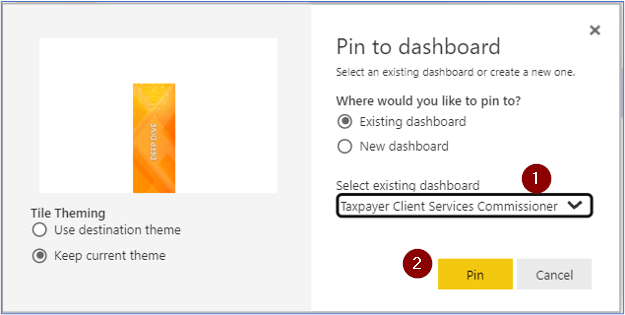 DEEP DIVE
Tile Theming
Use destination theme
Keep current theme
Pin to dashboard
Select an existing dashboard or create a new one.
Where would you like to pin to?
Existing dashboard
New dashboard
1
Select existing dashboard
Taxpayer Client Services Commissioner
2
Pin
Cancel